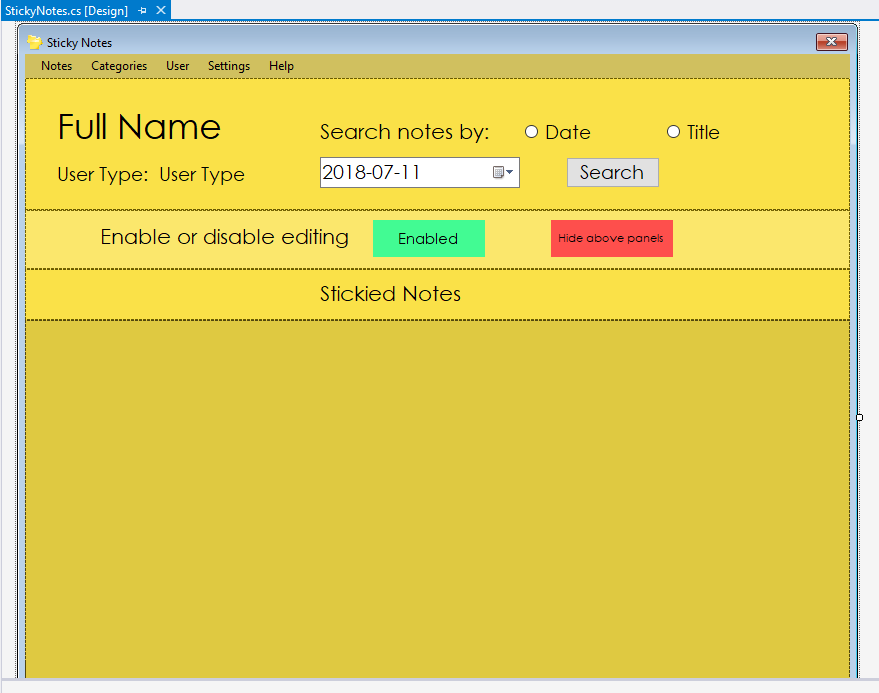 StickyNotes.cs [Design]
Sticky Notes
Notes Categories User Settings Help
Full Name
Search notes by: Date Title
User Type: User Type
2018-07-11 Search
Enable or disable editing Enabled Hide above panels
Stickied Notes